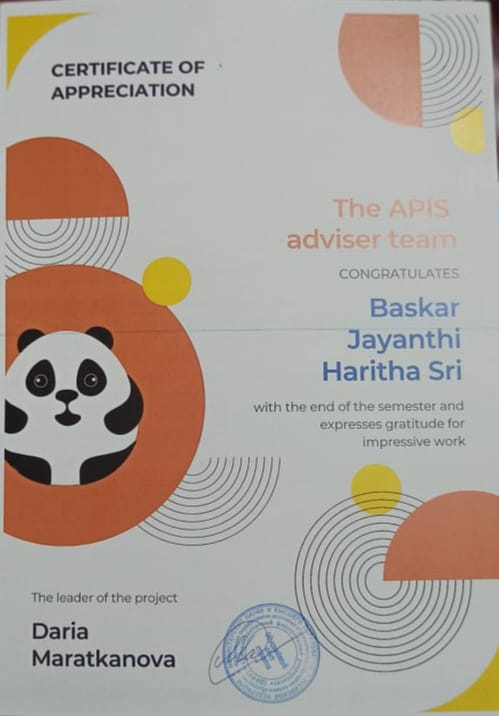 CERTIFICATE OF
APPRECIATION
The APIS
adviser team
CONGRATULATES
Baskar
Jayanthi
Haritha Sri
with the end of the semester and
expresses gratitude for
impressive work
The leader of the project
Daria
Maratkanova